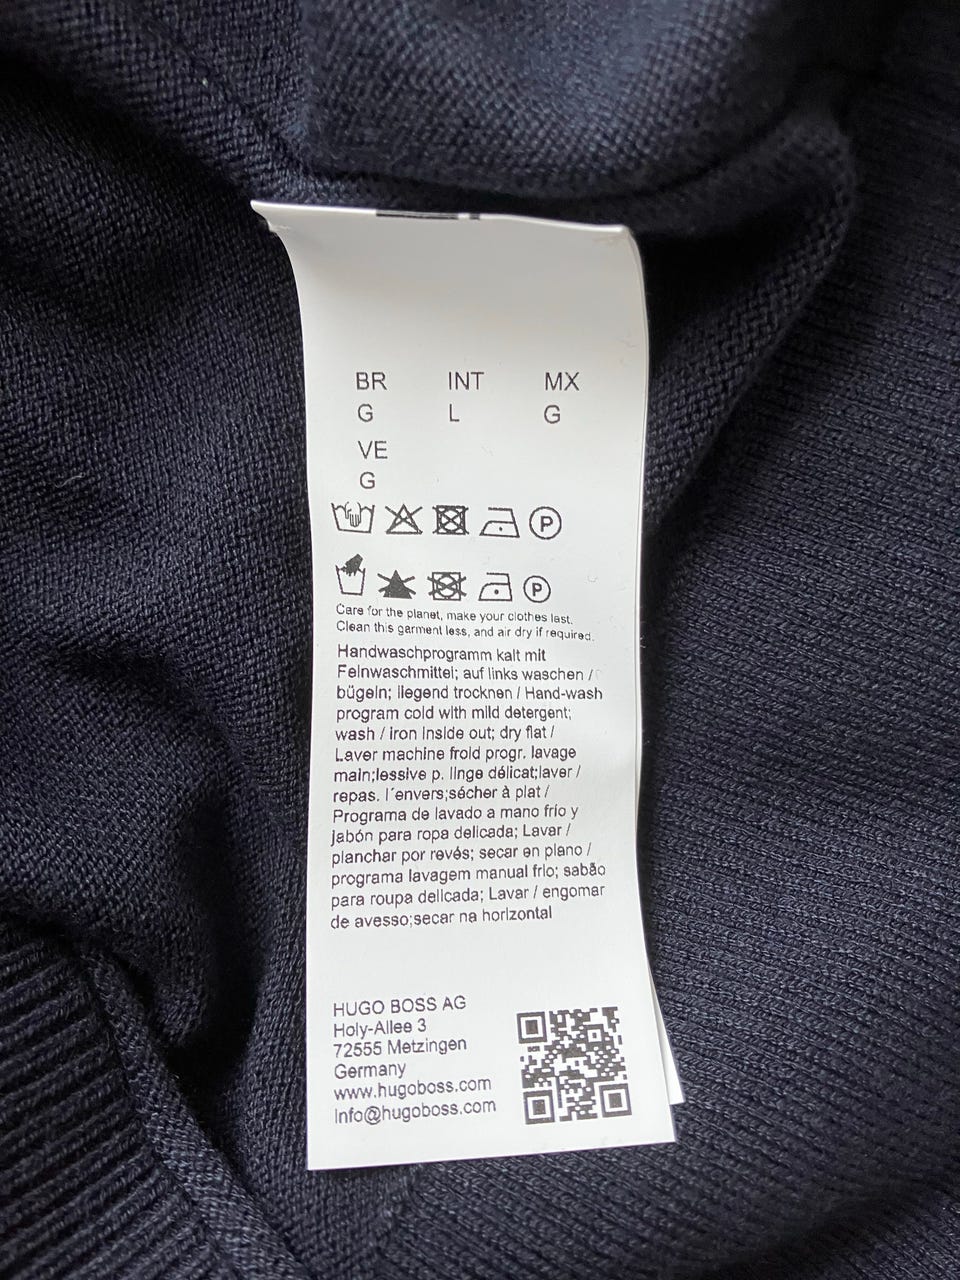 BR INT MX
G L G
VE
G
P
P
Care for the planet, make your clothes last.
Clean this garment less, and air dry if required.
Handwaschprogramm kalt mit
Feinwaschmittel; auf links waschen /
bügeln; liegend trocknen / Hand-wash
program cold with mild detergent;
wash / iron inside out; dry flat /
Laver machine froid progr. lavage
main;lessive p. linge délicat;laver /
repas. l´envers;sécher à plat /
Programa de lavado a mano frío y
jabón para ropa delicada; Lavar /
planchar por revés; secar en plano /
programa lavagem manual frio; sabão
para roupa delicada; Lavar / engomar
de avesso;secar na horizontal
HUGO BOSS AG
Holy-Allee 3
72555 Metzingen
Germany
www.hugoboss.com
Info@hugoboss.com